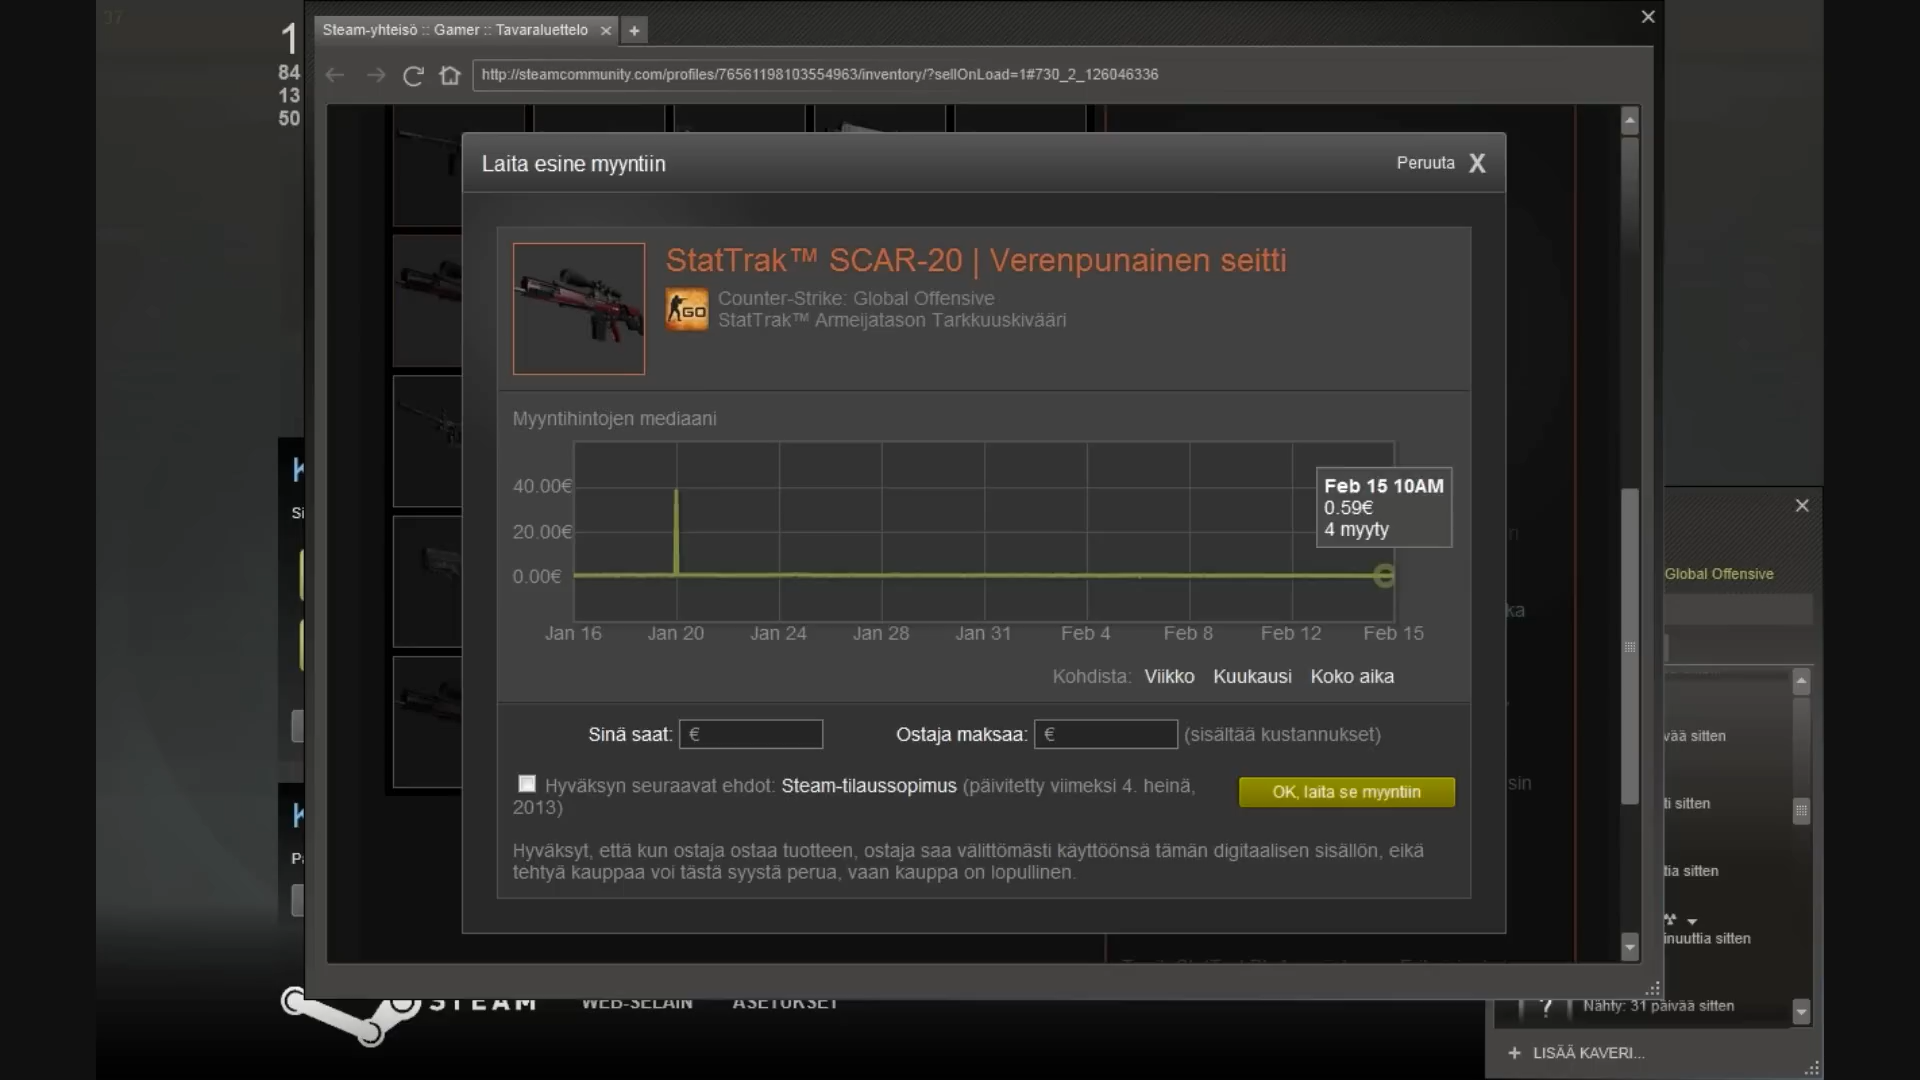 37
1
84
13
50
Steam-yhteisö :: Gamer :: Tavaraluettelo
http://steamcommunity.com/profiles/76561198103554963/inventory/?sellOnLoad=1#730_2_126046336
Laita esine myyntiin
Peruuta X
StatTrak™ SCAR-20 | Verenpunainen seitti
GO
Counter-Strike: Global Offensive
StatTrak™ Armeijatason Tarkkuuskivääri
Myyntihintojen mediaani
40.00€
20.00€
0.00€
Feb 15 10AM
0.59€
4 myyty
Jan 16 Jan 20 Jan 24 Jan 28 Jan 31 Feb 4 Feb 8 Feb 12 Feb 15
Kohdista: Viikko Kuukausi Koko aika
Sinä saat: € Ostaja maksaa: € (sisältää kustannukset)
Hyväksyn seuraavat ehdot: Steam-tilaussopimus (päivitetty viimeksi 4. heinä,
2013)
OK, laita se myyntiin
Hyväksyt, että kun ostaja ostaa tuotteen, ostaja saa välittömästi käyttöönsä tämän digitaalisen sisällön, eikä
tehtyä kauppaa voi tästä syystä perua, vaan kauppa on lopullinen.
Global Offensive
sitten
sitten
sitten
sitten
Nähty: 31 päivää sitten
LISÄÄ KAVERI...
STEAM WEB-SELAIN ASETUKSET